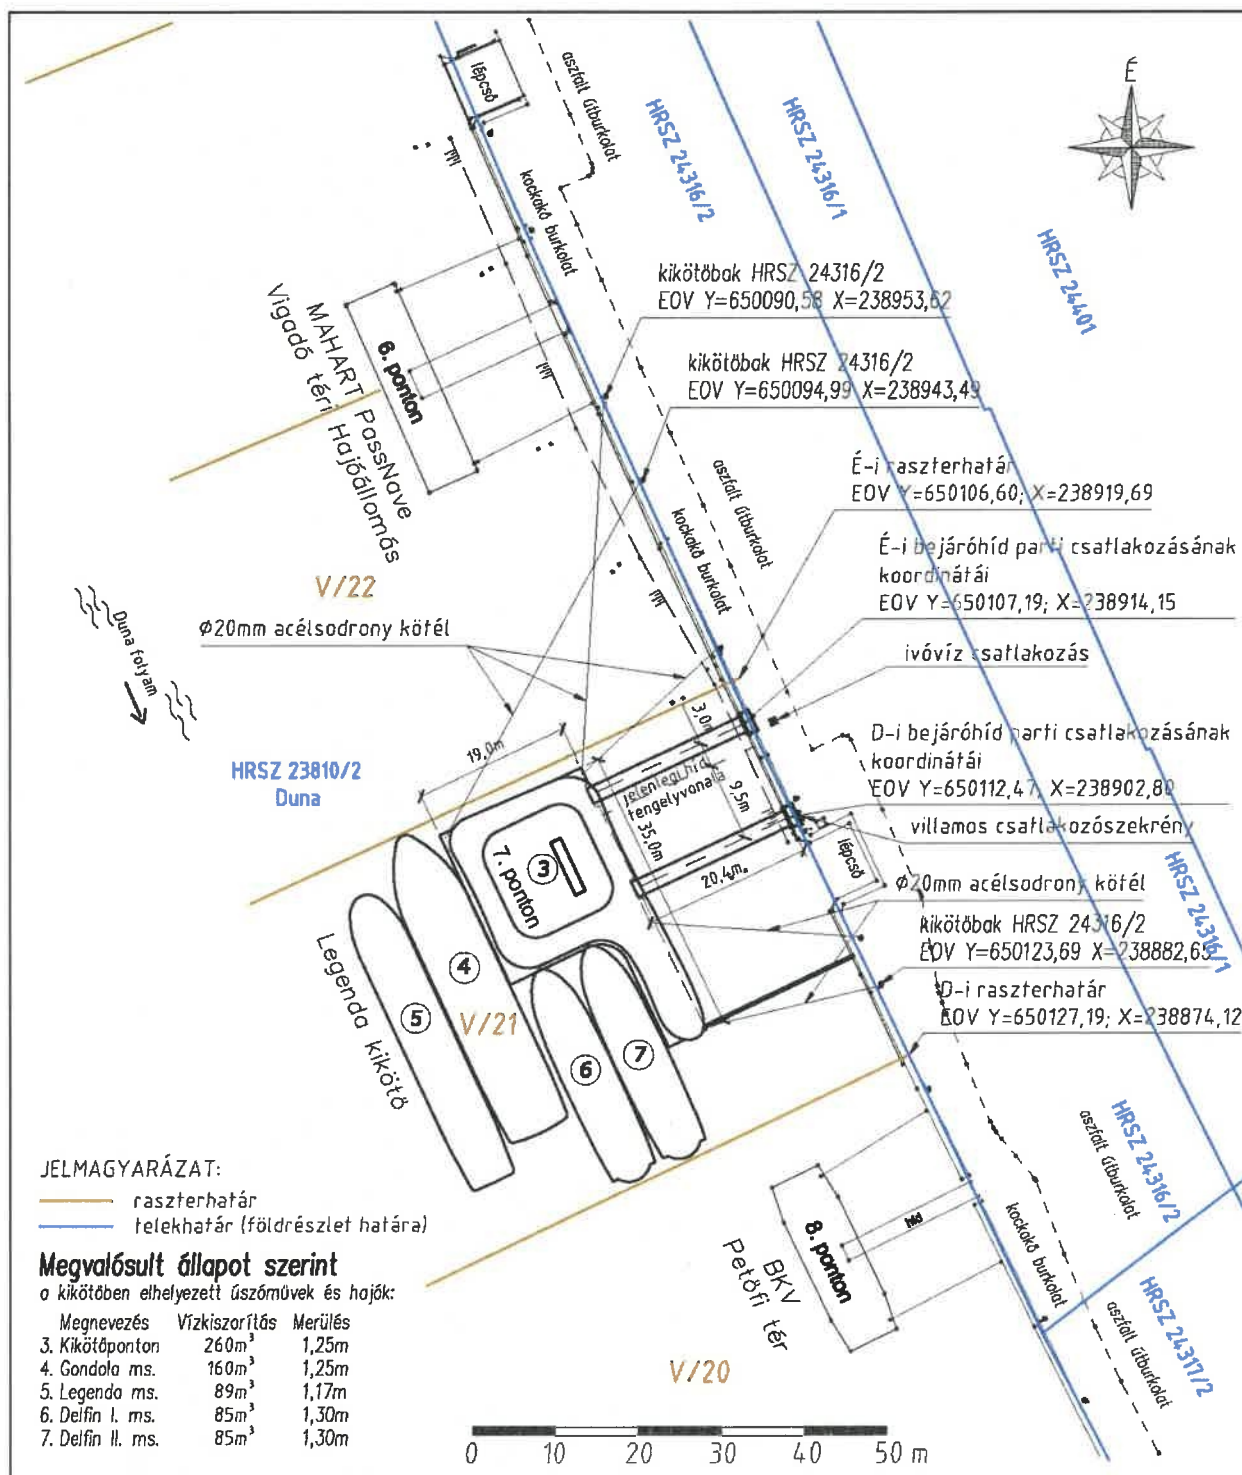 É
lépcső
aszfalt útburkolat
HRSZ 24316/2
HRSZ 24316/1
HRSZ 24401
kockakő burkolat
kikötőbak HRSZ 24316/2
EOV Y=650090,58 X=238953,62
kikötőbak HRSZ 24316/2
EOV Y=650094,99 X=238943,49
6. ponton
MAHART PassNave
Vigadó téri Hajóállomás
aszfalt útburkolat
kockakő burkolat
É-i raszterhatár
EOV Y=650106,60; X=238919,69
É-i bejáróhíd parti csatlakozásának
koordinátái
EOV Y=650107,19; X=238914,15
V/22
Ø20mm acélsodrony kötél
Duna folyam
ivóvíz csatlakozás
HRSZ 23810/2
Duna
19,0m
3,0m
jelenlegi híd
tengelyvonala
9,5m
35,0m
20,4m
D-i bejáróhíd parti csatlakozásának
koordinátái
EOV Y=650112,47; X=238902,80
villamos csatlakozószekrény
lépcső
Ø20mm acélsodrony kötél
kikötőbak HRSZ 24316/2
EOV Y=650123,69 X=238882,65
HRSZ 24316/1
D-i raszterhatár
EOV Y=650127,19; X=238874,12
7. ponton
3
4
5
6
7
Legenda kikötő
V/21
JELMAGYARÁZAT:
raszterhatár
telekhatár (földrészlet határa)
Megvalósult állapot szerint
a kikötőben elhelyezett úszóművek és hajók:
Megnevezés Vízkiszorítás Merülés
3. Kikötőponton 260m³ 1,25m
4. Gondola ms. 160m³ 1,25m
5. Legenda ms. 89m³ 1,17m
6. Delfin I. ms. 85m³ 1,30m
7. Delfin II. ms. 85m³ 1,30m
8. ponton
BKV
Petőfi tér
híd
V/20
kockakő burkolat
aszfalt útburkolat
HRSZ 24316/2
aszfalt útburkolat
HRSZ 24317/2
0 10 20 30 40 50 m